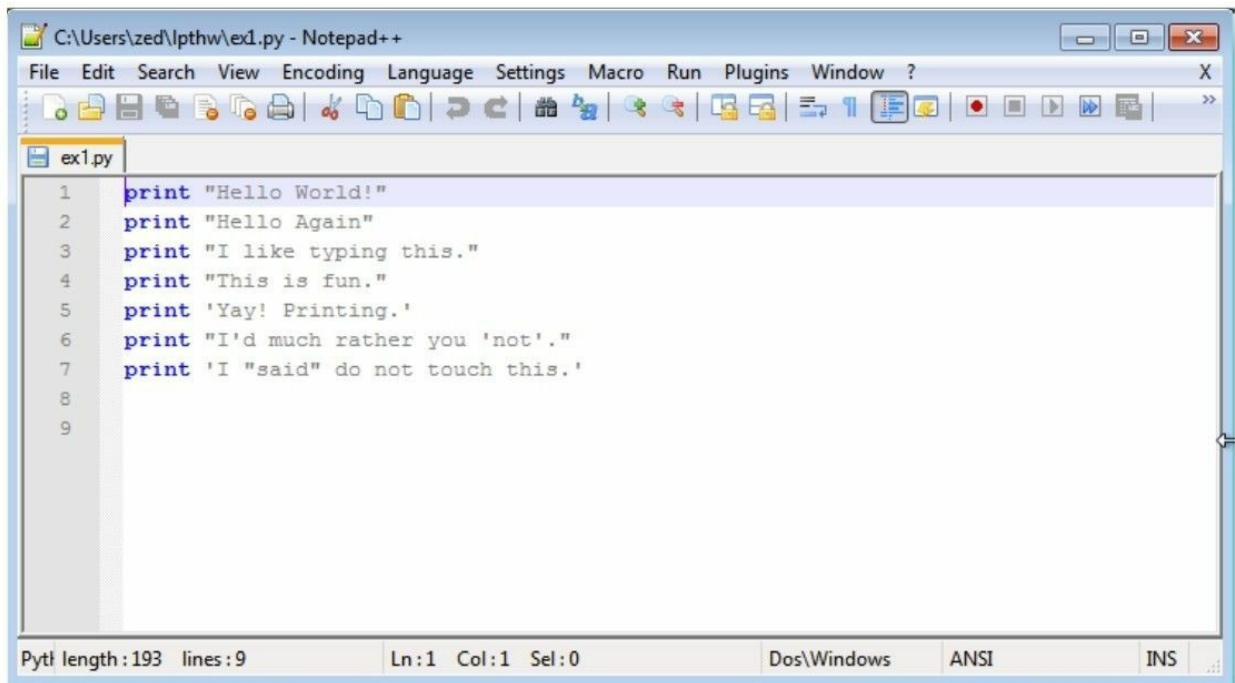 C:\Users\zed\lpthw\ex1.py - Notepad++
File Edit Search View Encoding Language Settings Macro Run Plugins Window ? X
ex1.py
1 print "Hello World!"
2 print "Hello Again"
3 print "I like typing this."
4 print "This is fun."
5 print 'Yay! Printing.'
6 print "I'd much rather you 'not'."
7 print 'I "said" do not touch this.'
8
9
Pyth length : 193 lines : 9 Ln : 1 Col : 1 Sel : 0 Dos\Windows ANSI INS